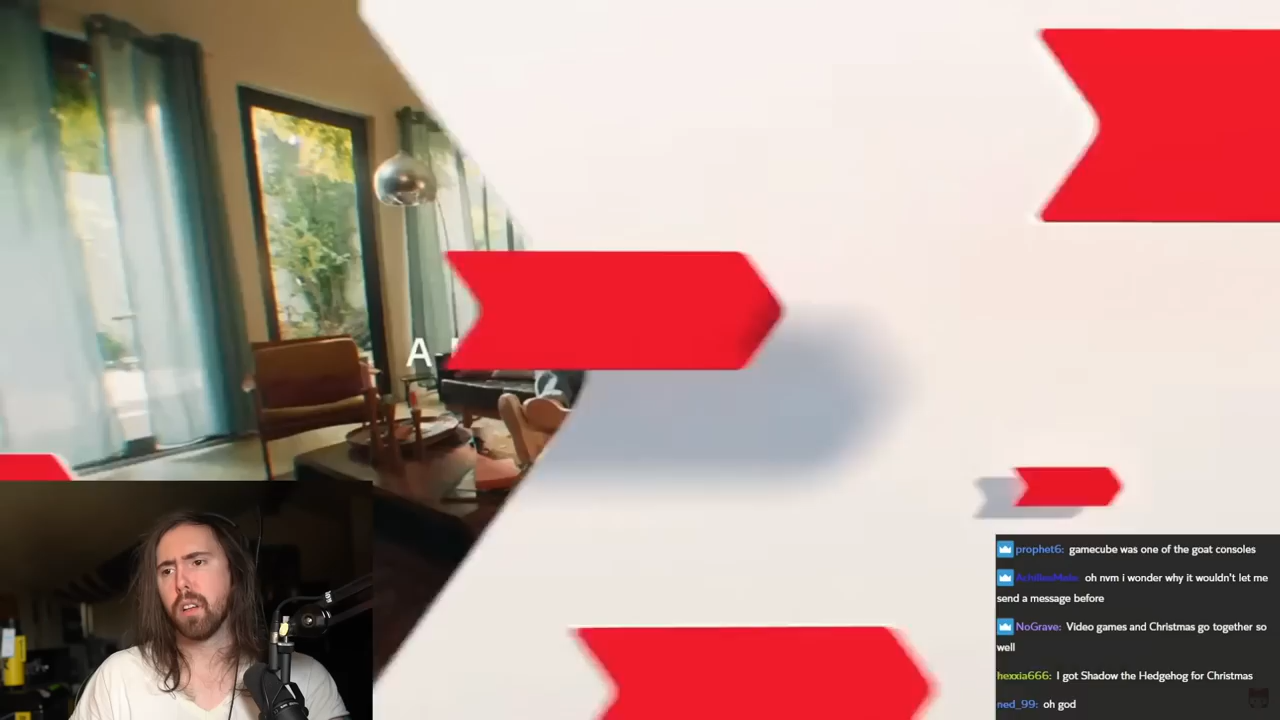 A
prophet6: gamecube was one of the goat consoles
AchillesMain: oh nvm i wonder why it wouldn't let me
send a message before
NoGrave: Video games and Christmas go together so
well
hexxia666: I got Shadow the Hedgehog for Christmas
ned_99: oh god